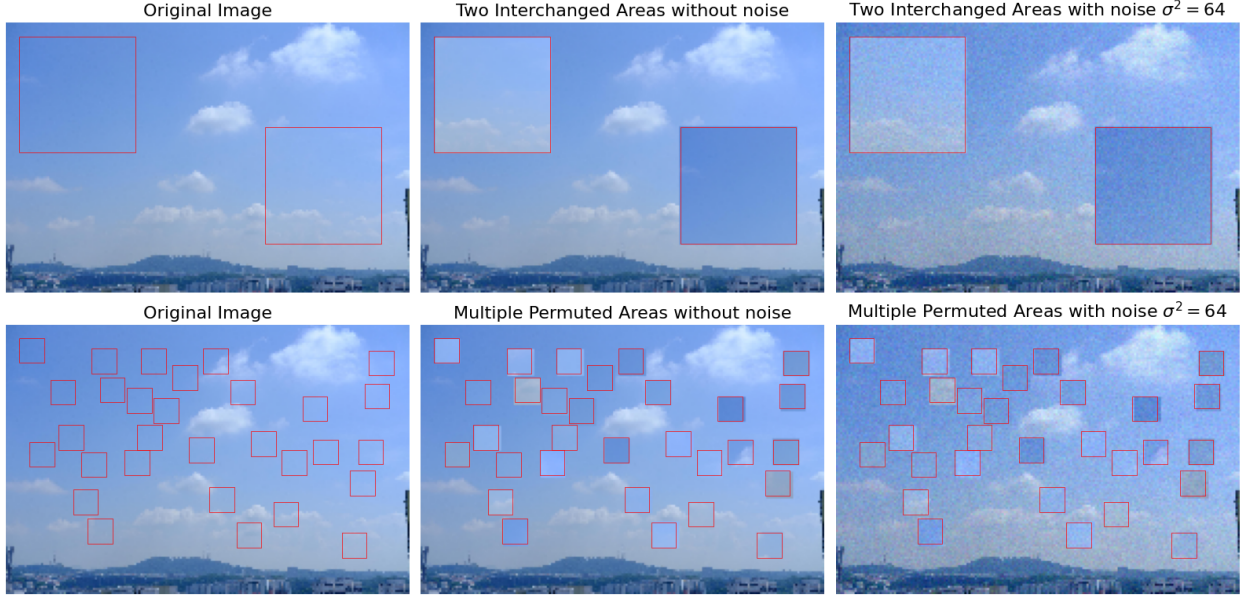 Original Image
Two Interchanged Areas without noise
Two Interchanged Areas with noise σ² = 64
Original Image
Multiple Permuted Areas without noise
Multiple Permuted Areas with noise σ² = 64